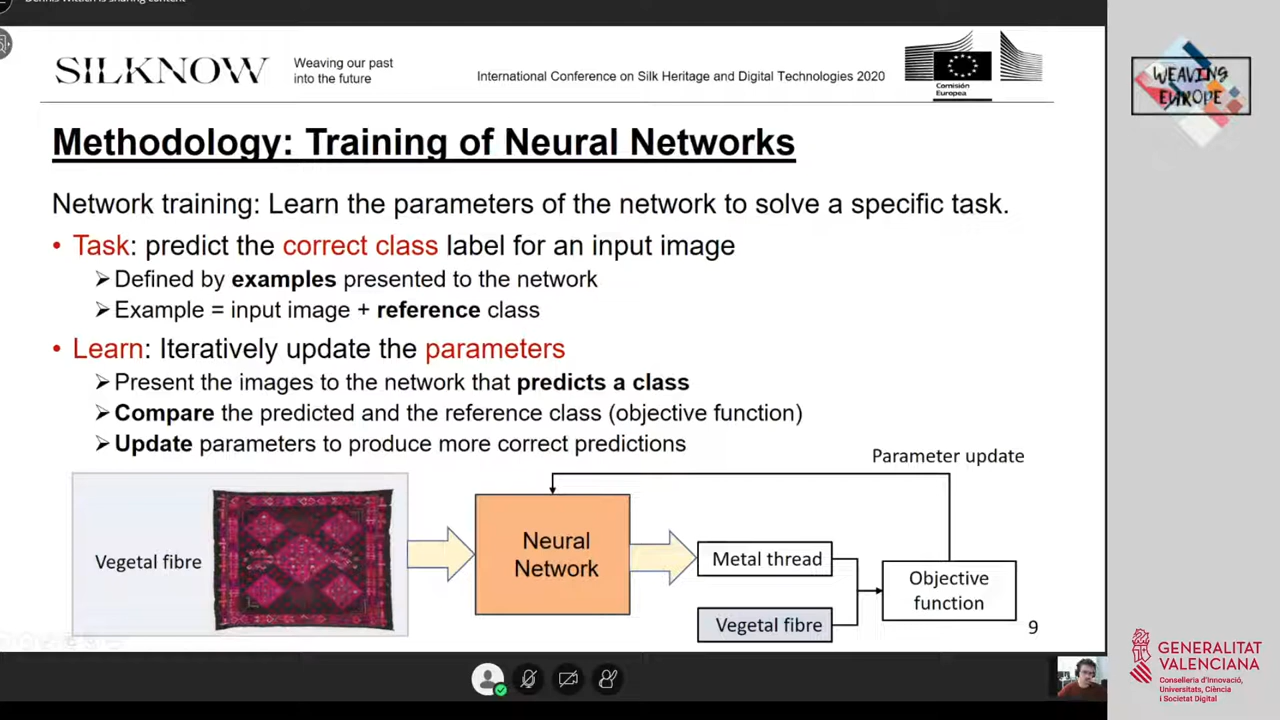 Dennis Wittich is sharing content
SILKNOW
Weaving our past
into the future
International Conference on Silk Heritage and Digital Technologies 2020
Comisión
Europea
WEAVING
EUROPE
Methodology: Training of Neural Networks
Network training: Learn the parameters of the network to solve a specific task.
• Task: predict the correct class label for an input image
➢ Defined by examples presented to the network
➢ Example = input image + reference class
• Learn: Iteratively update the parameters
➢ Present the images to the network that predicts a class
➢ Compare the predicted and the reference class (objective function)
➢ Update parameters to produce more correct predictions
Parameter update
Vegetal fibre
Neural
Network
Metal thread
Vegetal fibre
Objective
function
9
GENERALITAT
VALENCIANA
Conselleria d'Innovació,
Universitats, Ciència
i Societat Digital